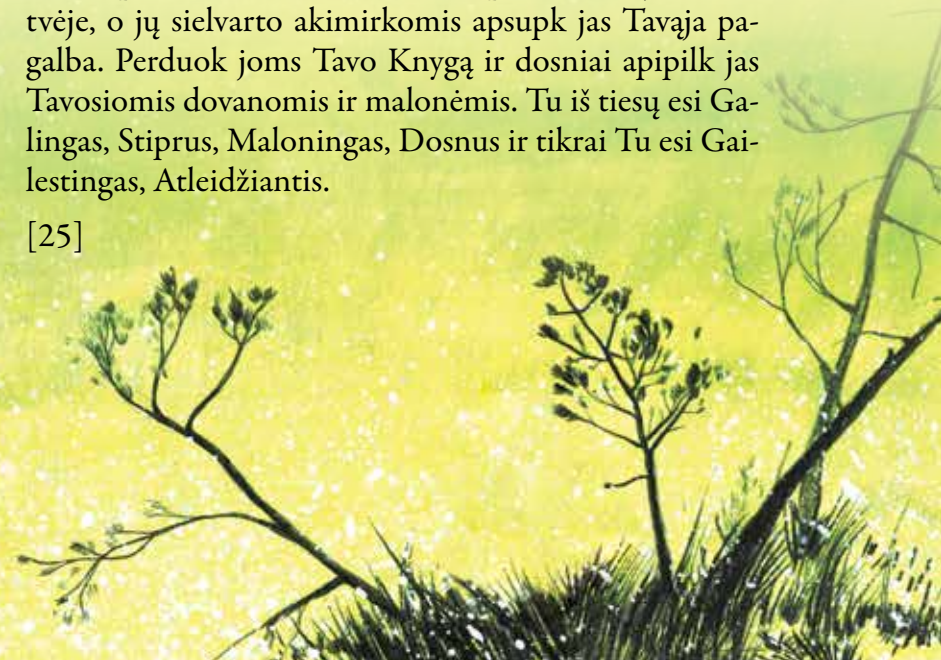 tvėje, o jų sielvarto akimirkomis apsupk jas Tavąja pa-
galba. Perduok joms Tavo Knygą ir dosniai apipilk jas
Tavosiomis dovanomis ir malonėmis. Tu iš tiesų esi Ga-
lingas, Stiprus, Maloningas, Dosnus ir tikrai Tu esi Gai-
lestingas, Atleidžiantis.
[25]